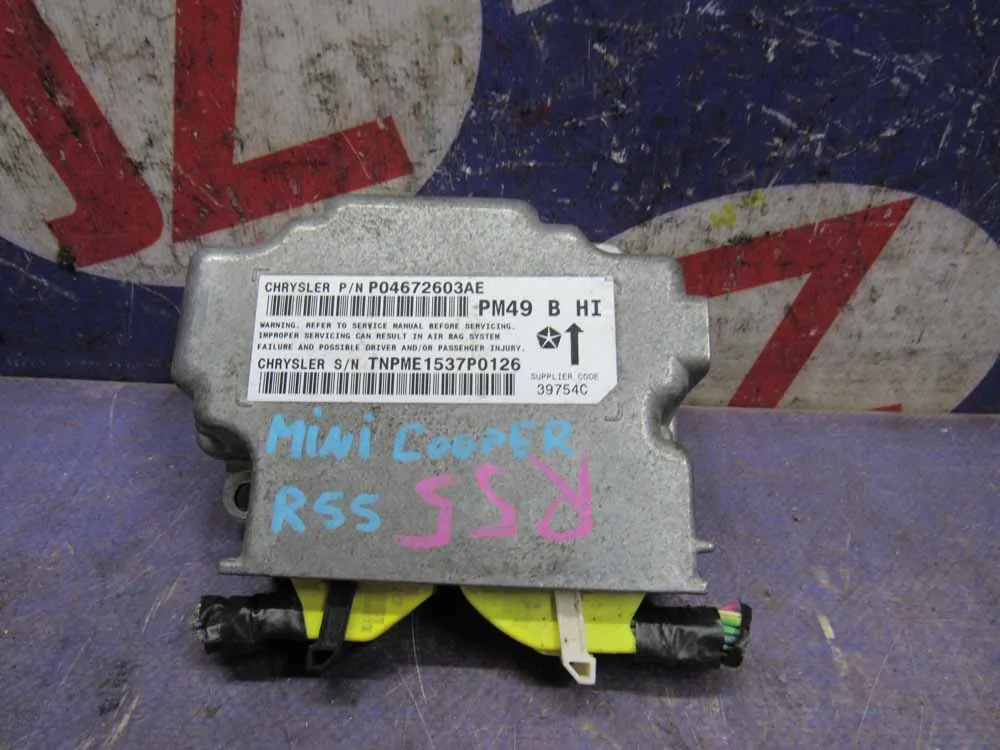 CHRYSLER P/N P04672603AE
PM49 B HI
WARNING. REFER TO SERVICE MANUAL BEFORE SERVICING.
IMPROPER SERVICING CAN RESULT IN AIR BAG SYSTEM
FAILURE AND POSSIBLE DRIVER AND/OR PASSENGER INJURY.
CHRYSLER S/N TNPME1537P0126
SUPPLIER CODE
39754C
MINI COOPER
R55
R55